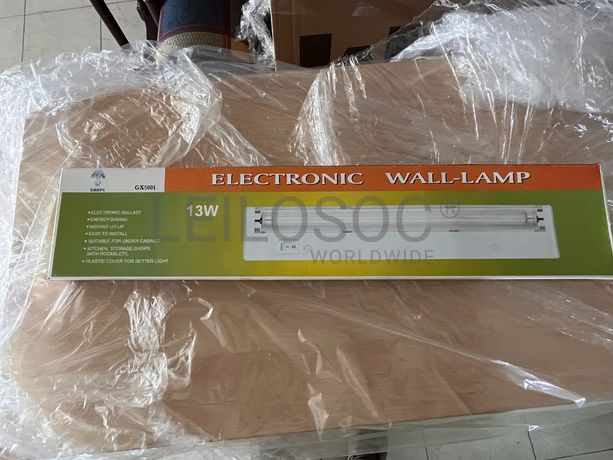 GX5001
ELECTRONIC WALL-LAMP
13W
• ELECTRONIC BALLAST
• ENERGY SAVING
• INSTANT LIT-UP
• EASY TO INSTALL
• SUITABLE FOR UNDER CABINET
• KITCHEN, STORAGE,SHOPS,
BATH ROOMS,ETC.
• PLASTIC COVER FOR BETTER LIGHT
LEILOSOC®
WORLDWIDE